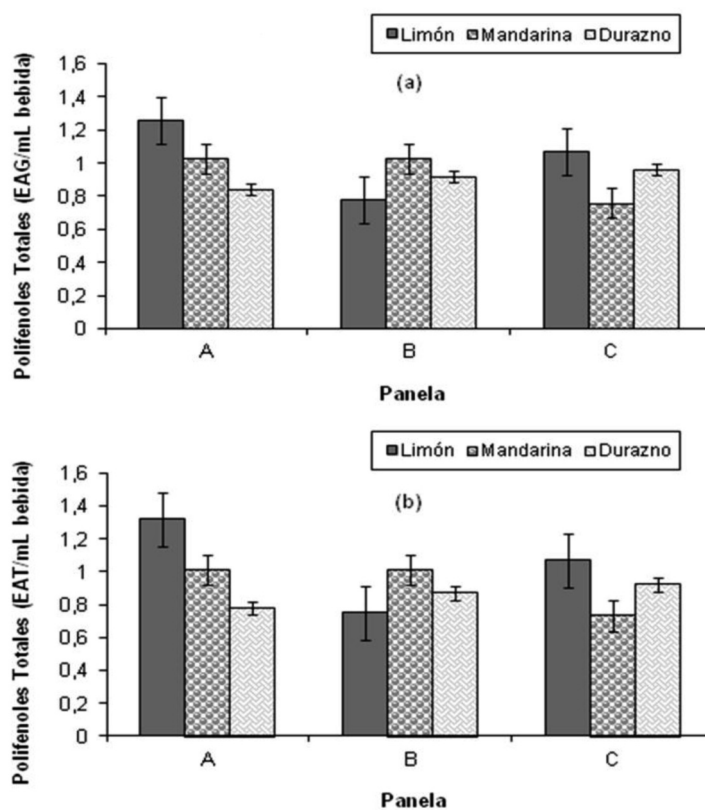 Limón Mandarina Durazno
(a)
Polifenoles Totales (EAG/mL bebida)
1,6
1,4
1,2
1
0,8
0,6
0,4
0,2
0
A B C
Panela
Limón Mandarina Durazno
(b)
Polifenoles Totales (EAT/mL bebida)
1,6
1,4
1,2
1
0,8
0,6
0,4
0,2
0
A B C
Panela